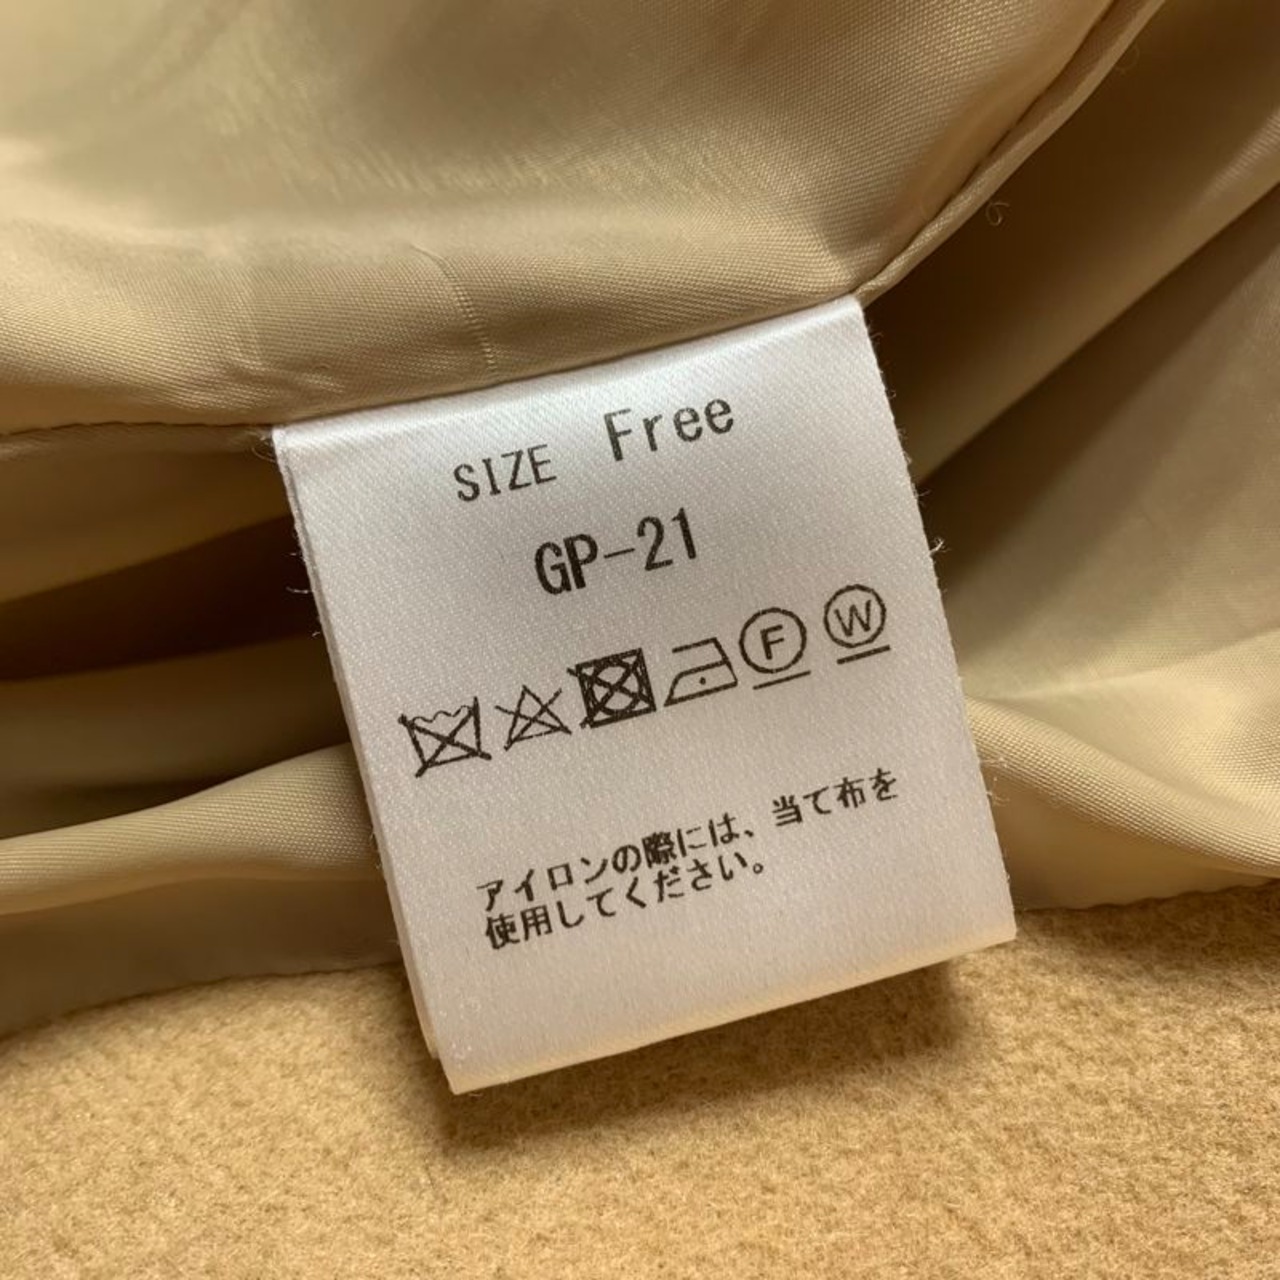 SIZE Free
GP-21
F W
アイロンの際には、当て布を
使用してください。